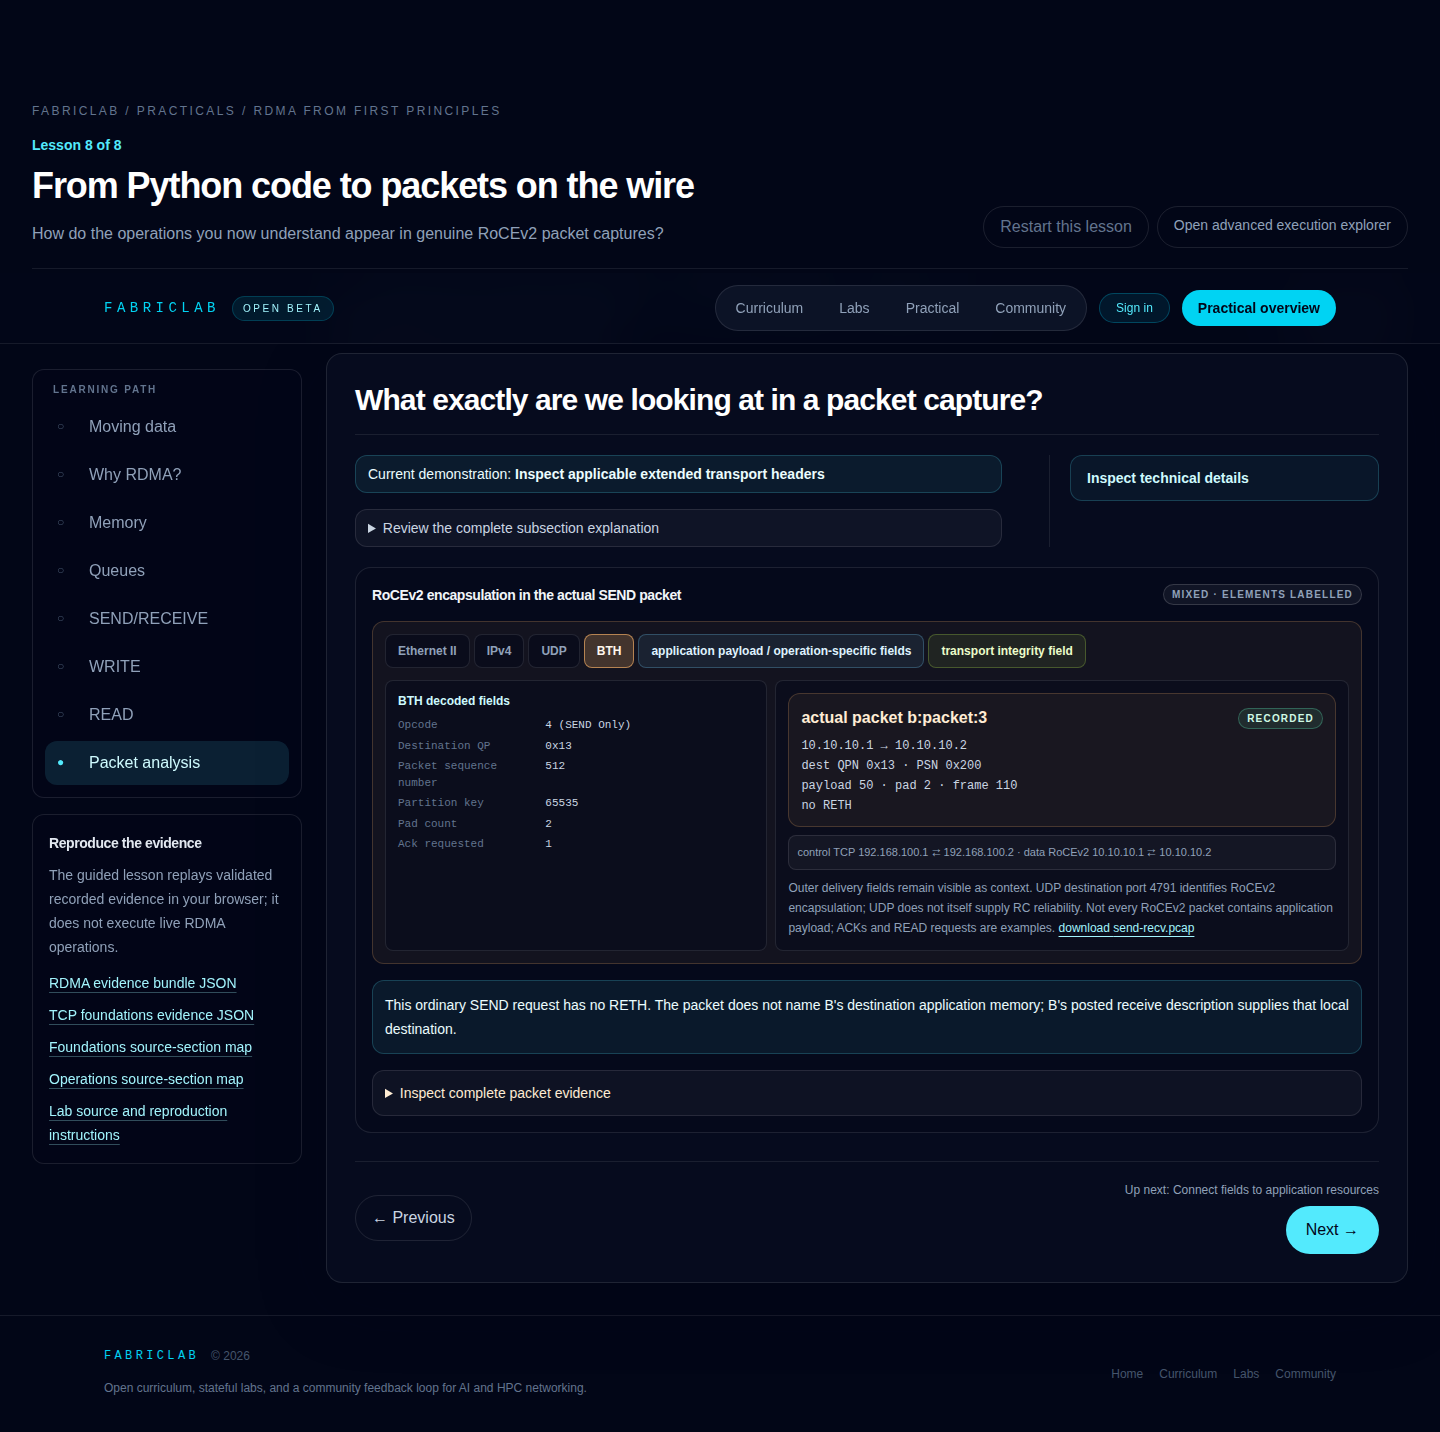 FABRICLAB / PRACTICALS / RDMA FROM FIRST PRINCIPLES
Lesson 8 of 8
From Python code to packets on the wire
How do the operations you now understand appear in genuine RoCEv2 packet captures?
Restart this lesson
Open advanced execution explorer
FABRICLAB
OPEN BETA
Curriculum
Labs
Practical
Community
Sign in
Practical overview
LEARNING PATH
○ Moving data
○ Why RDMA?
○ Memory
○ Queues
○ SEND/RECEIVE
○ WRITE
○ READ
● Packet analysis
Reproduce the evidence
The guided lesson replays validated
recorded evidence in your browser; it
does not execute live RDMA
operations.
RDMA evidence bundle JSON
TCP foundations evidence JSON
Foundations source-section map
Operations source-section map
Lab source and reproduction
instructions
What exactly are we looking at in a packet capture?
Current demonstration: Inspect applicable extended transport headers
▶ Review the complete subsection explanation
Inspect technical details
RoCEv2 encapsulation in the actual SEND packet
MIXED · ELEMENTS LABELLED
Ethernet II
IPv4
UDP
BTH
application payload / operation-specific fields
transport integrity field
BTH decoded fields
Opcode 4 (SEND Only)
Destination QP 0x13
Packet sequence 512
number
Partition key 65535
Pad count 2
Ack requested 1
actual packet b:packet:3
RECORDED
10.10.10.1 → 10.10.10.2
dest QPN 0x13 · PSN 0x200
payload 50 · pad 2 · frame 110
no RETH
control TCP 192.168.100.1 ⇄ 192.168.100.2 · data RoCEv2 10.10.10.1 ⇄ 10.10.10.2
Outer delivery fields remain visible as context. UDP destination port 4791 identifies RoCEv2
encapsulation; UDP does not itself supply RC reliability. Not every RoCEv2 packet contains application
payload; ACKs and READ requests are examples. download send-recv.pcap
This ordinary SEND request has no RETH. The packet does not name B's destination application memory; B's posted receive description supplies that local
destination.
▶ Inspect complete packet evidence
← Previous
Up next: Connect fields to application resources
Next →
FABRICLAB © 2026
Open curriculum, stateful labs, and a community feedback loop for AI and HPC networking.
Home
Curriculum
Labs
Community